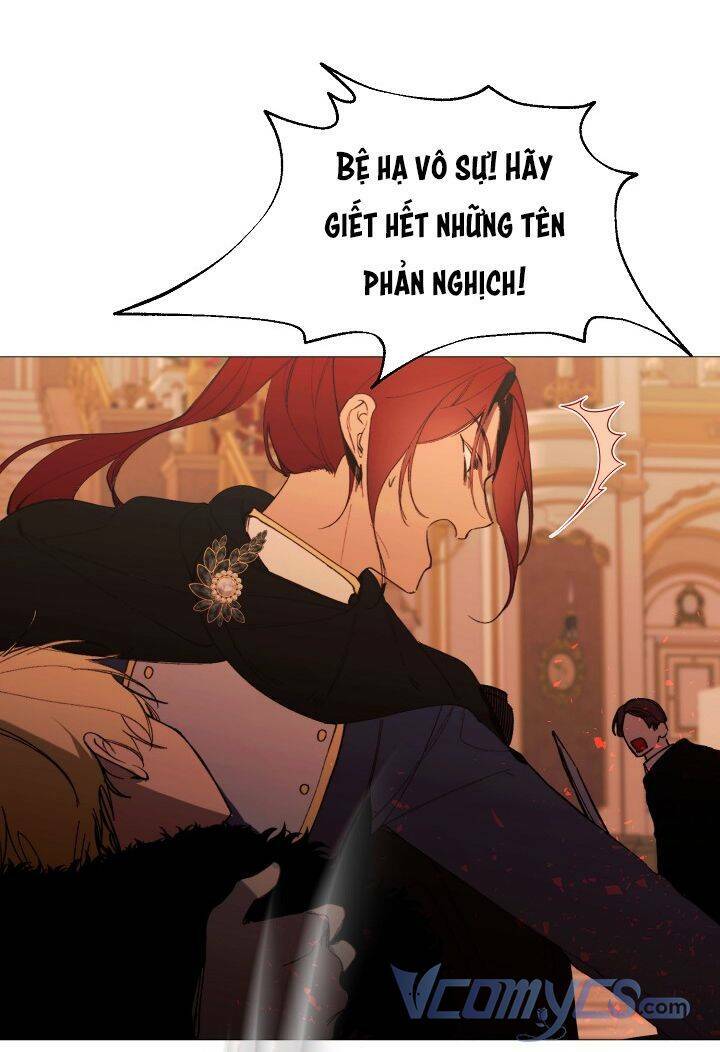 BỆ HẠ VÔ SỰ! HÃY
GIẾT HẾT NHỮNG TÊN
PHẢN NGHỊCH!
VCOMYCS.com